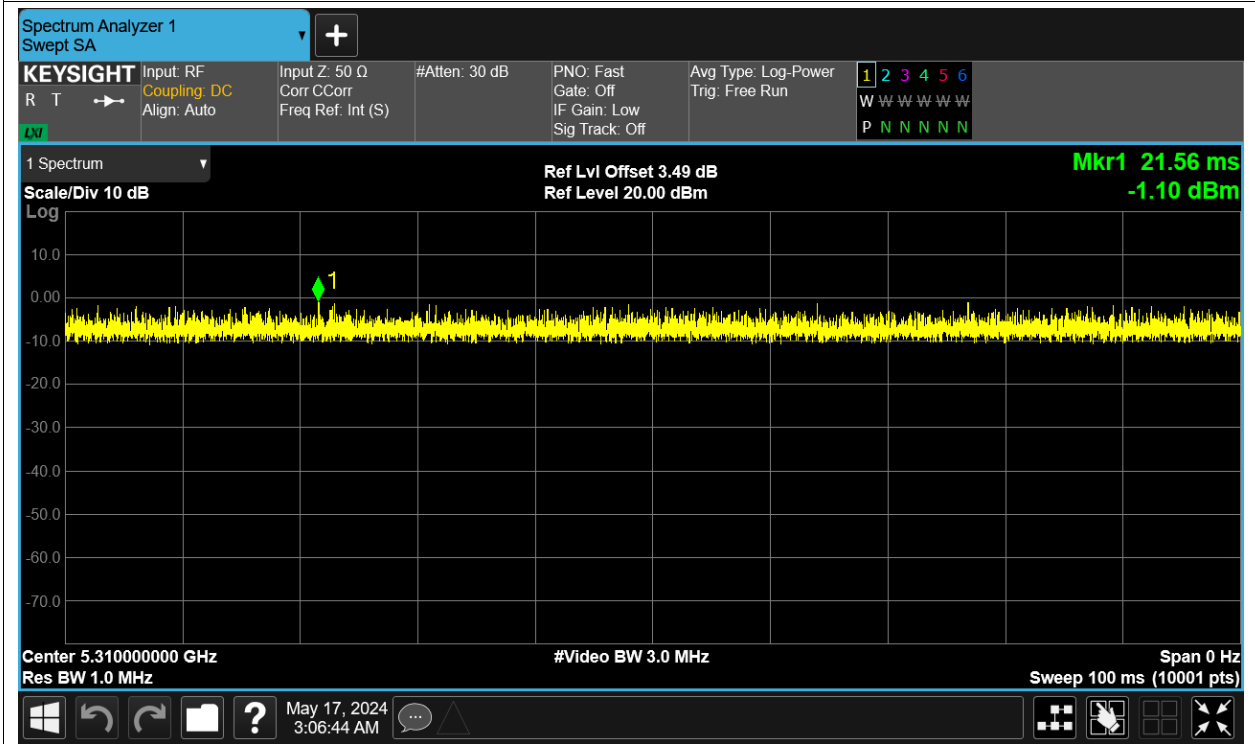 Spectrum Analyzer 1
Swept SA
KEYSIGHT
R T
LXI
Input: RF
Coupling: DC
Align: Auto
Input Z: 50 Ω
Corr CCorr
Freq Ref: Int (S)
#Atten: 30 dB
PNO: Fast
Gate: Off
IF Gain: Low
Sig Track: Off
Avg Type: Log-Power
Trig: Free Run
1 2 3 4 5 6
W W W W W W
P N N N N N
1 Spectrum
Scale/Div 10 dB
Log
Ref Lvl Offset 3.49 dB
Ref Level 20.00 dBm
Mkr1 21.56 ms
-1.10 dBm
10.0
1
0.00
-10.0
-20.0
-30.0
-40.0
-50.0
-60.0
-70.0
Center 5.310000000 GHz
#Video BW 3.0 MHz
Span 0 Hz
Res BW 1.0 MHz
Sweep 100 ms (10001 pts)
May 17, 2024
3:06:44 AM